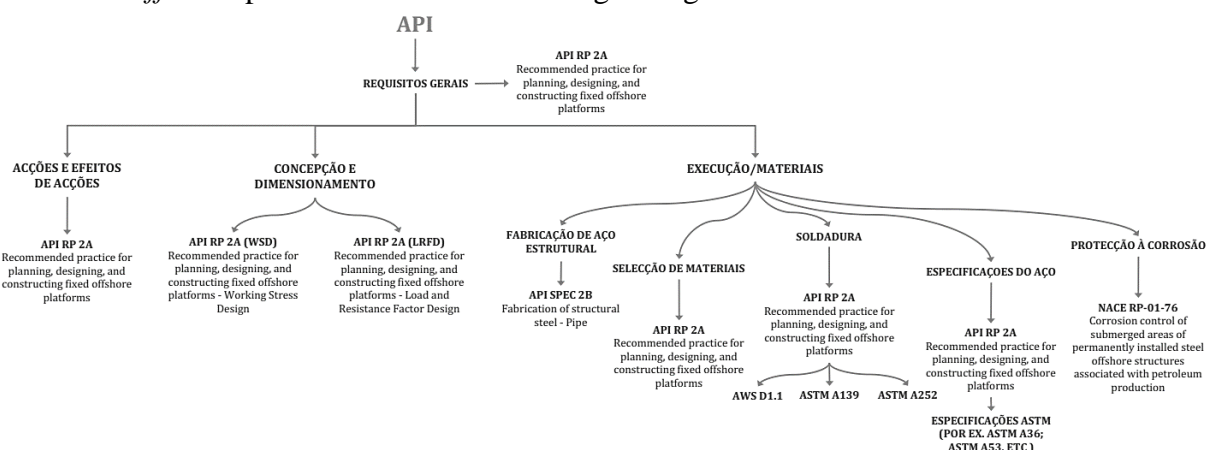 API
REQUISITOS GERAIS
API RP 2A
Recommended practice for
planning, designing, and
constructing fixed offshore
platforms
ACÇÕES E EFEITOS
DE ACÇÕES
API RP 2A
Recommended practice for
planning, designing, and
constructing fixed offshore
platforms
CONCEPÇÃO E
DIMENSIONAMENTO
API RP 2A (WSD)
Recommended practice for
planning, designing, and
constructing fixed offshore
platforms - Working Stress
Design
API RP 2A (LRFD)
Recommended practice for
planning, designing, and
constructing fixed offshore
platforms - Load and
Resistance Factor Design
EXECUÇÃO/MATERIAIS
FABRICAÇÃO DE AÇO
ESTRUTURAL
API SPEC 2B
Fabrication of structural
steel - Pipe
SELECÇÃO DE MATERIAIS
API RP 2A
Recommended practice for
planning, designing, and
constructing fixed offshore
platforms
SOLDADURA
API RP 2A
Recommended practice for
planning, designing, and
constructing fixed offshore
platforms
AWS D1.1
ASTM A139
ASTM A252
ESPECIFICAÇOES DO AÇO
API RP 2A
Recommended practice for
planning, designing, and
constructing fixed offshore
platforms
ESPECIFICAÇÕES ASTM
(POR EX. ASTM A36;
ASTM A53, ETC.)
PROTECÇÃO À CORROSÃO
NACE RP-01-76
Corrosion control of
submerged areas of
permanently installed steel
offshore structures
associated with petroleum
production